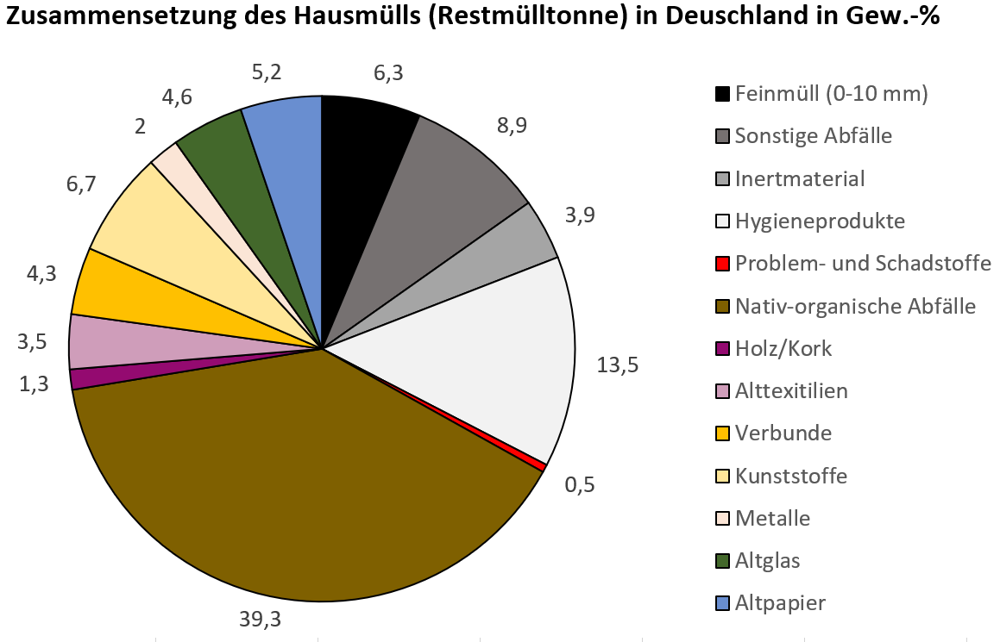 Zusammensetzung des Hausmülls (Restmülltonne) in Deuschland in Gew.-%
5,2
6,3
4,6
8,9
2
6,7
3,9
4,3
3,5
13,5
1,3
0,5
39,3
Feinmüll (0-10 mm)
Sonstige Abfälle
Inertmaterial
Hygieneprodukte
Problem- und Schadstoffe
Nativ-organische Abfälle
Holz/Kork
Alttexitilien
Verbunde
Kunststoffe
Metalle
Altglas
Altpapier